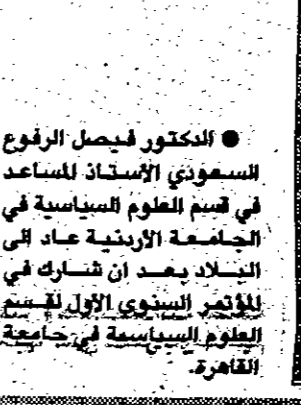 ● الدكتور فيصل الرفوع
السعودي الأستاذ المساعد
في قسم العلوم السياسية في
الجامعة الأردنية عاد الى
البلاد بعد ان شارك في
المؤتمر السنوي الأول لقسم
العلوم السياسية في جامعة
القاهرة.